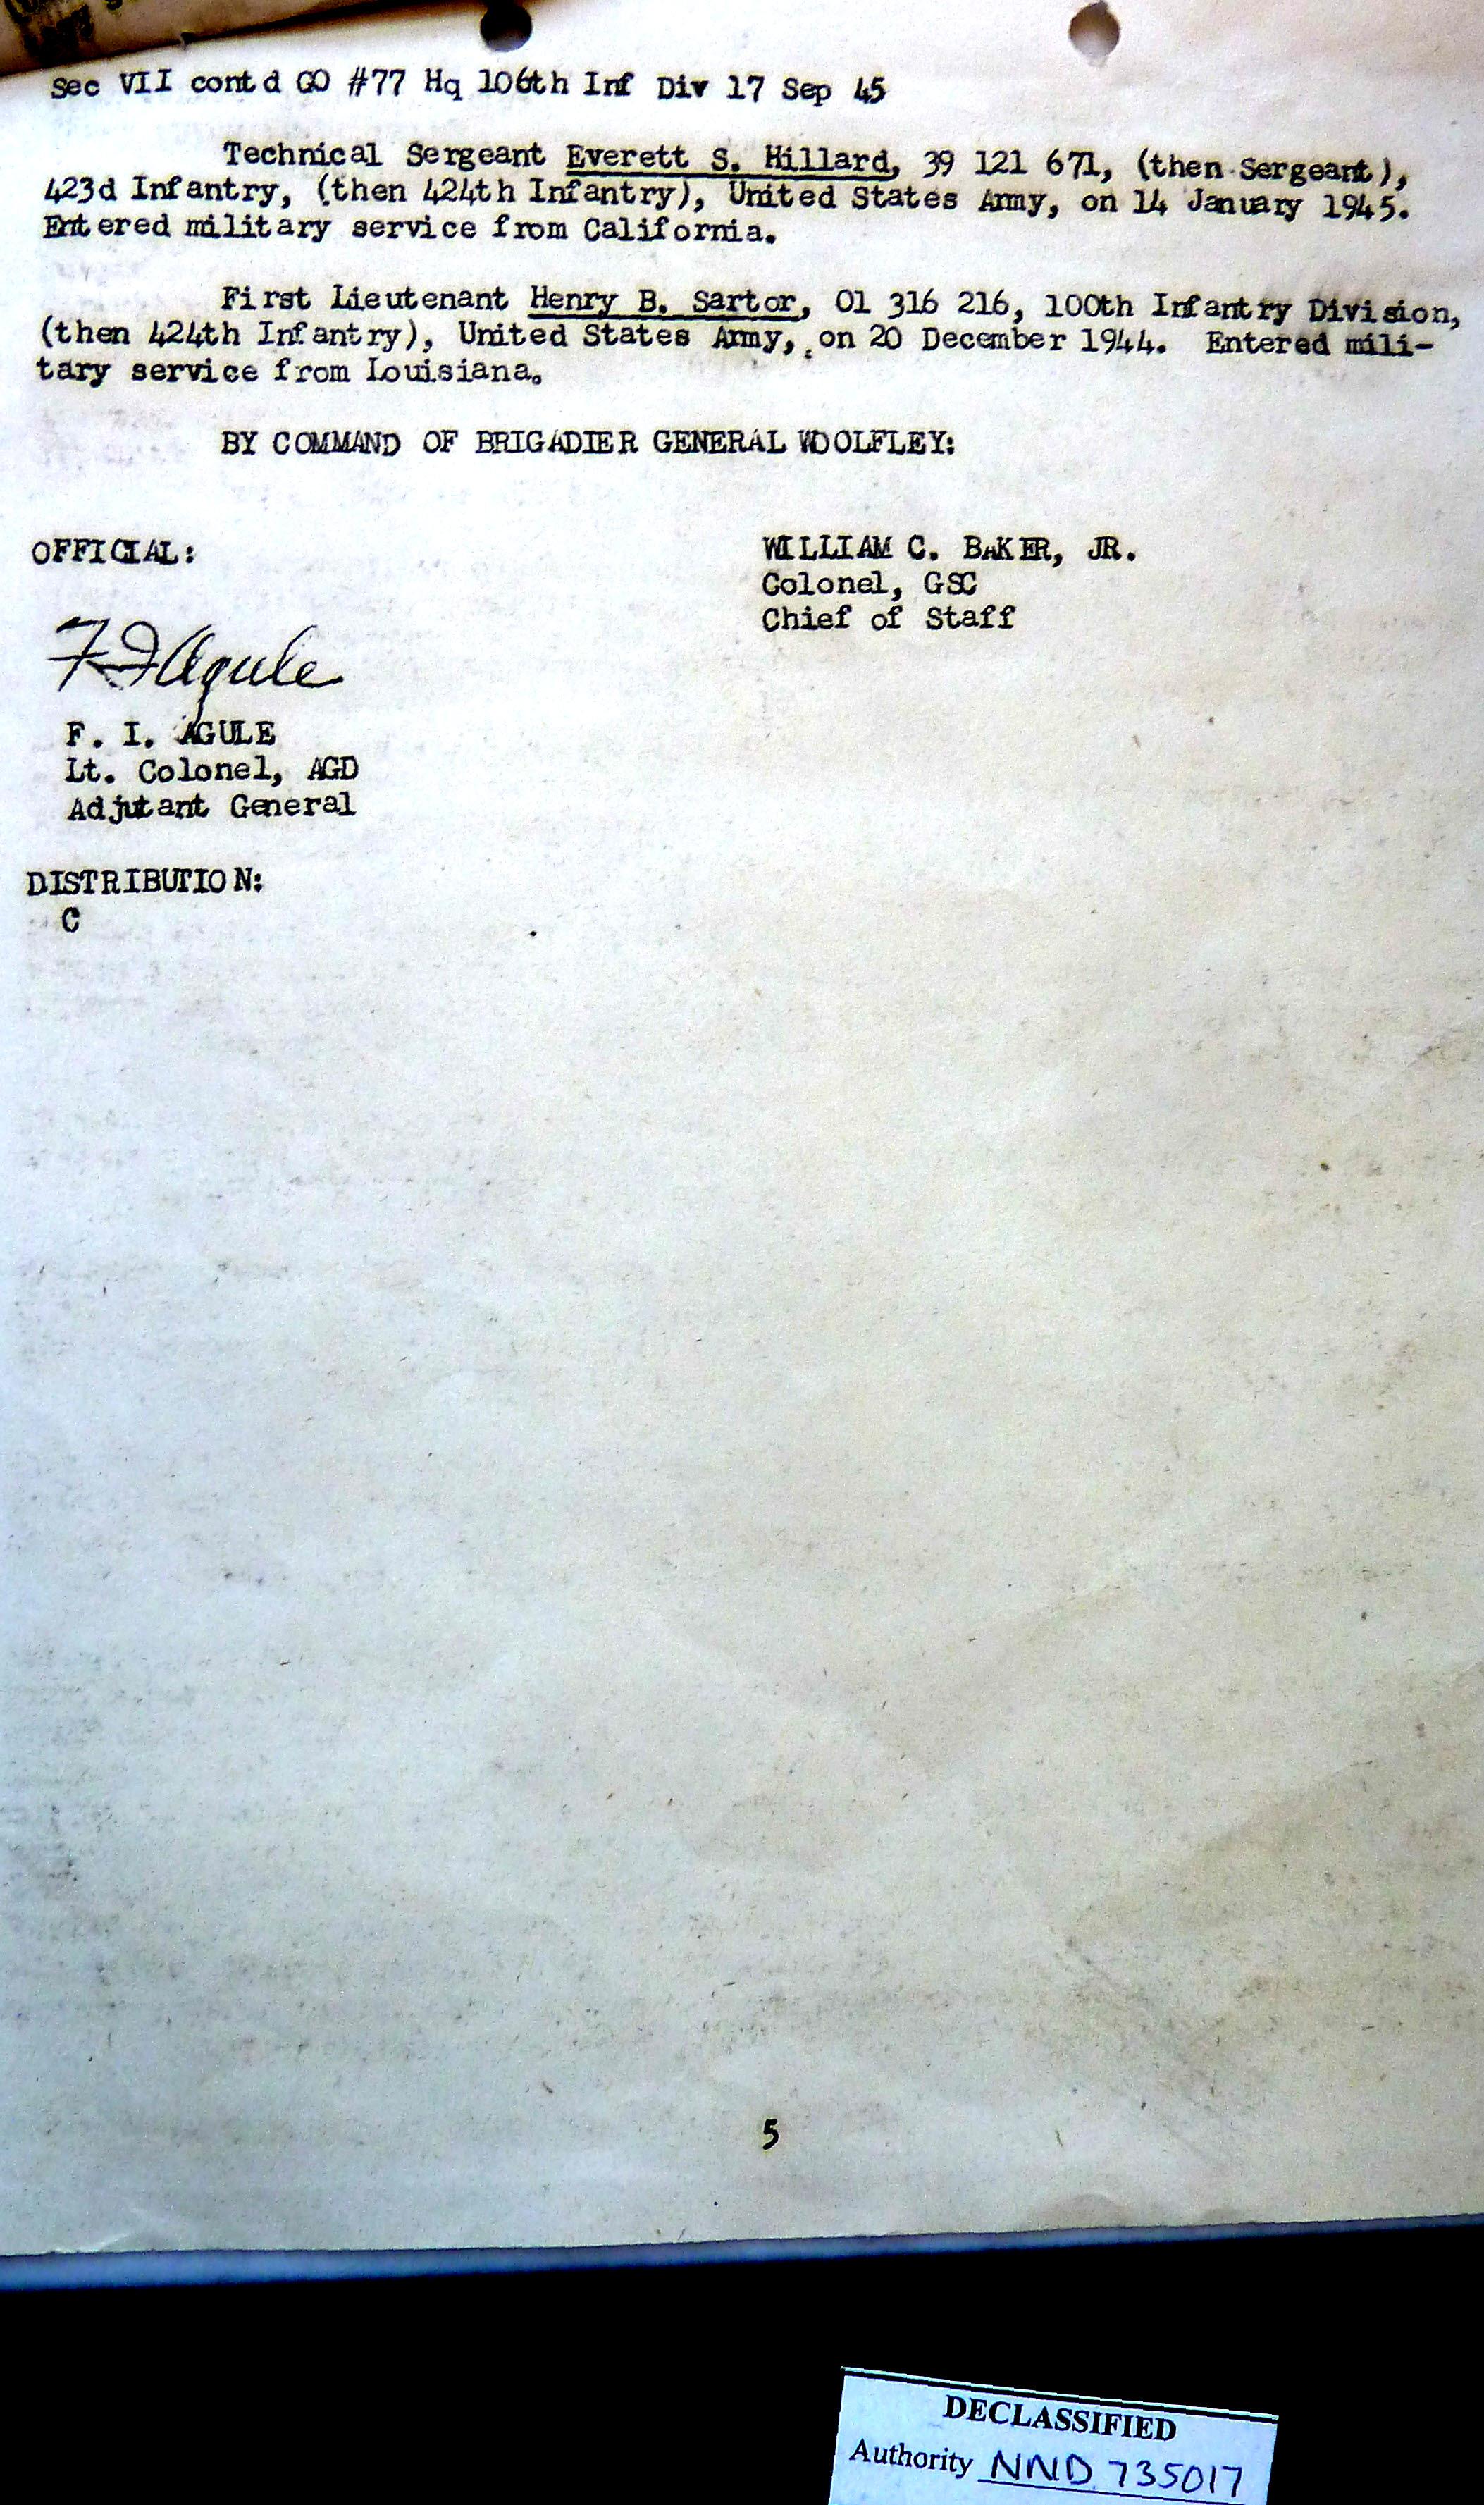 Sec VII contd GO #77 Hq 106th Inf Div 17 Sep 45
Technical Sergeant Everett S. Hillard, 39 121 671, (then Sergeant),
423d Infantry, (then 424th Infantry), United States Army, on 14 January 1945.
Entered military service from California.
First Lieutenant Henry B. Sartor, O1 316 216, 100th Infantry Division,
(then 424th Infantry), United States Army, on 20 December 1944. Entered mili-
tary service from Louisiana.
BY COMMAND OF BRIGADIER GENERAL WOOLFLEY:
OFFICIAL:
WILLIAM C. BAKER, JR.
Colonel, GSC
Chief of Staff
F I Agule
F. I. AGULE
Lt. Colonel, AGD
Adjutant General
DISTRIBUTION:
C
5
DECLASSIFIED
Authority NND 735017